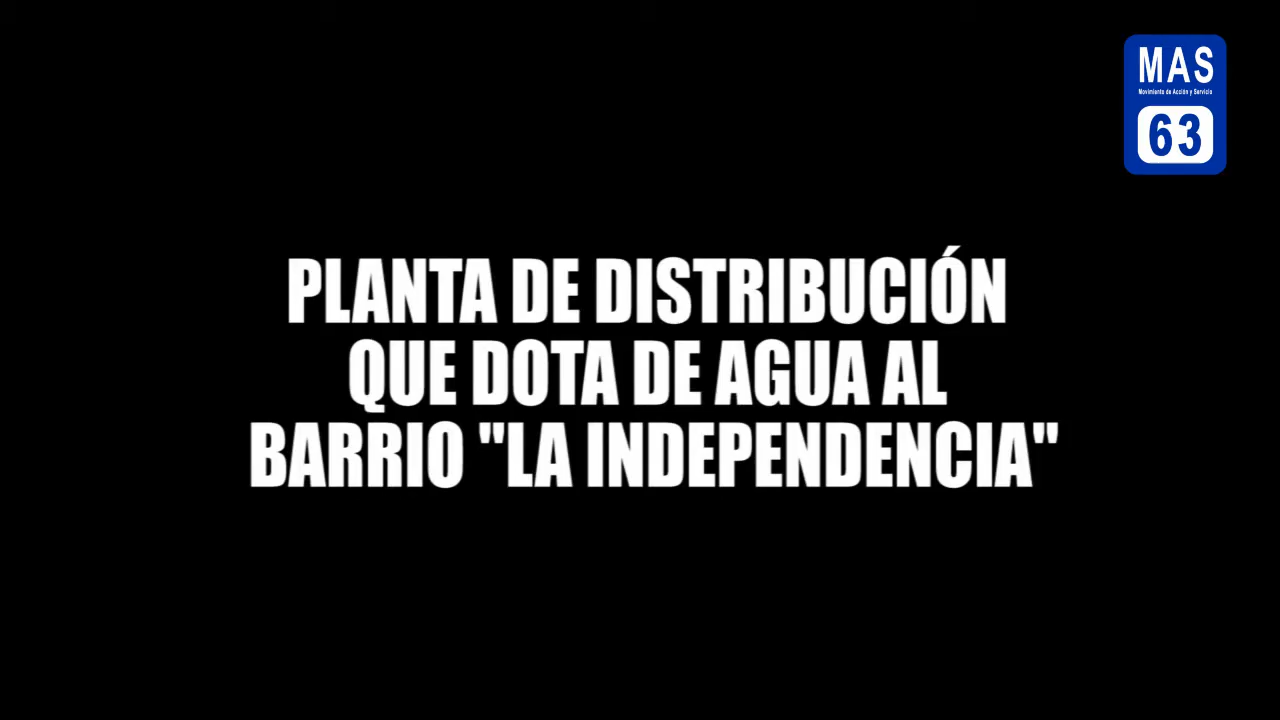 MAS
Movimiento de Acción y Servicio
63
PLANTA DE DISTRIBUCIÓN
QUE DOTA DE AGUA AL
BARRIO "LA INDEPENDENCIA"